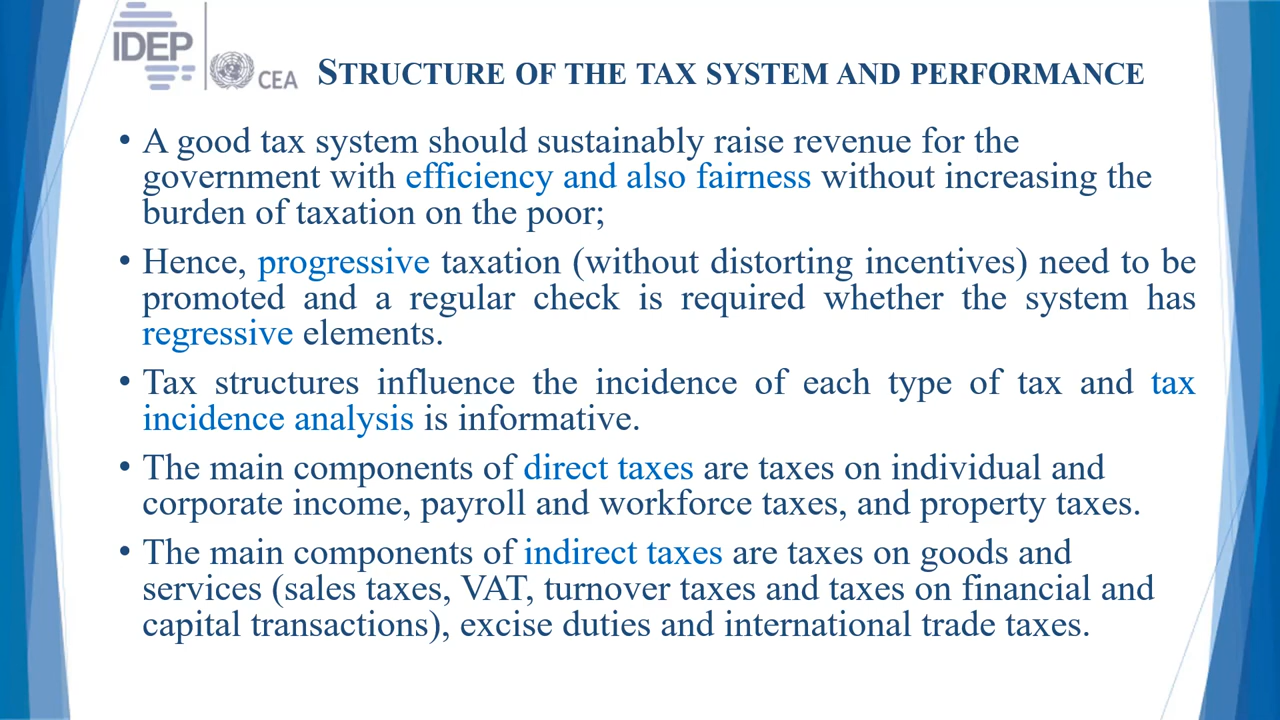 IDEP
CEA
STRUCTURE OF THE TAX SYSTEM AND PERFORMANCE
• A good tax system should sustainably raise revenue for the
government with efficiency and also fairness without increasing the
burden of taxation on the poor;
• Hence, progressive taxation (without distorting incentives) need to be
promoted and a regular check is required whether the system has
regressive elements.
• Tax structures influence the incidence of each type of tax and tax
incidence analysis is informative.
• The main components of direct taxes are taxes on individual and
corporate income, payroll and workforce taxes, and property taxes.
• The main components of indirect taxes are taxes on goods and
services (sales taxes, VAT, turnover taxes and taxes on financial and
capital transactions), excise duties and international trade taxes.